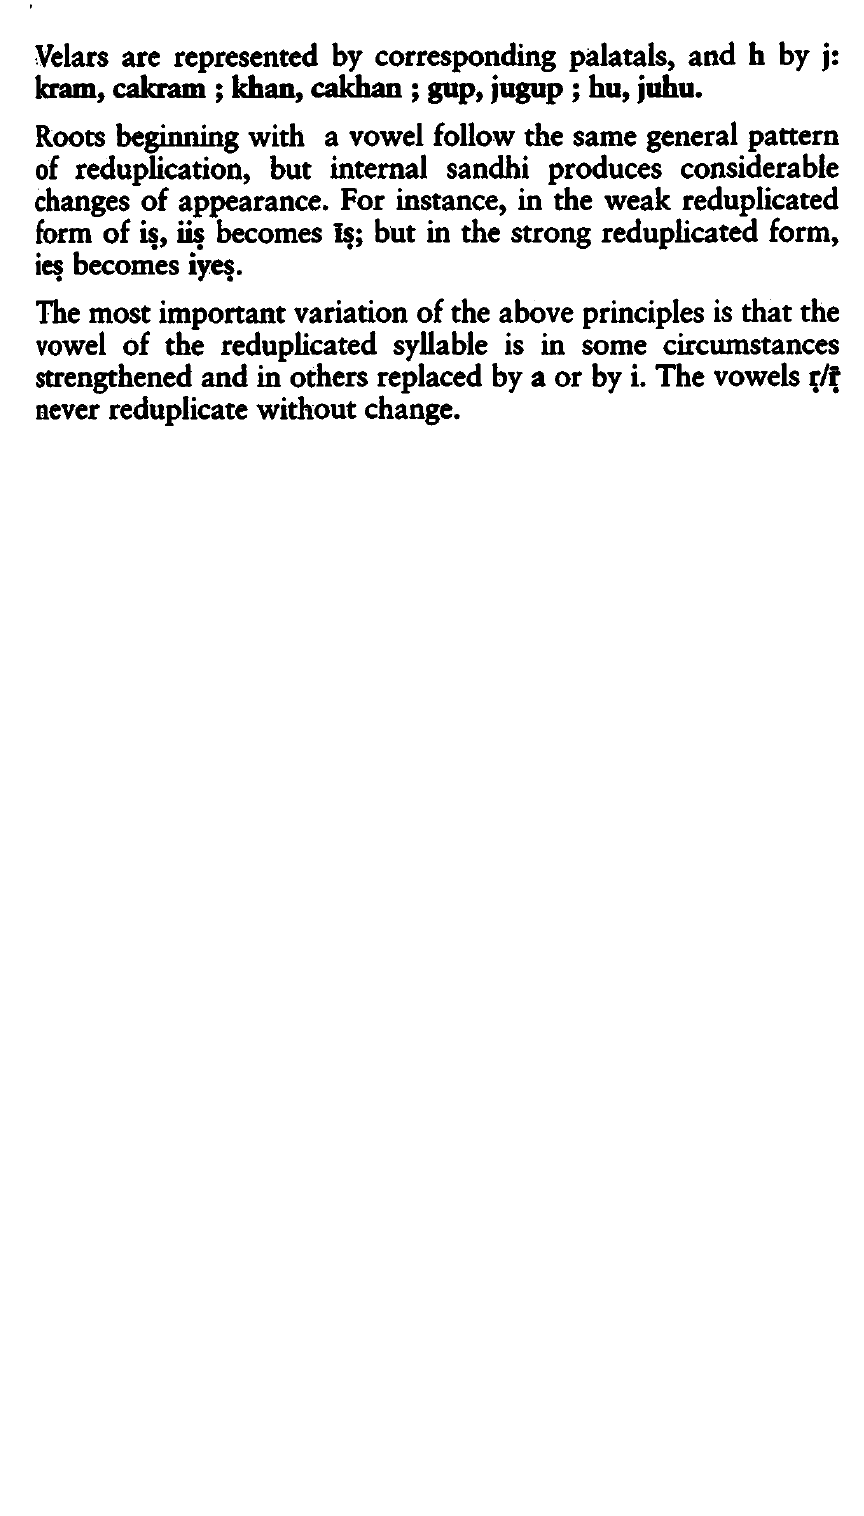 Velars are represented by corresponding palatals, and h by j:
kram, cakram ; khan, cakhan ; gup, jugup ; hu, juhu.
Roots beginning with a vowel follow the same general pattern
of reduplication, but internal sandhi produces considerable
changes of appearance. For instance, in the weak reduplicated
form of iṣ, iiṣ becomes īṣ; but in the strong reduplicated form,
ieṣ becomes iyeṣ.
The most important variation of the above principles is that the
vowel of the reduplicated syllable is in some circumstances
strengthened and in others replaced by a or by i. The vowels ṛ/ṝ
never reduplicate without change.